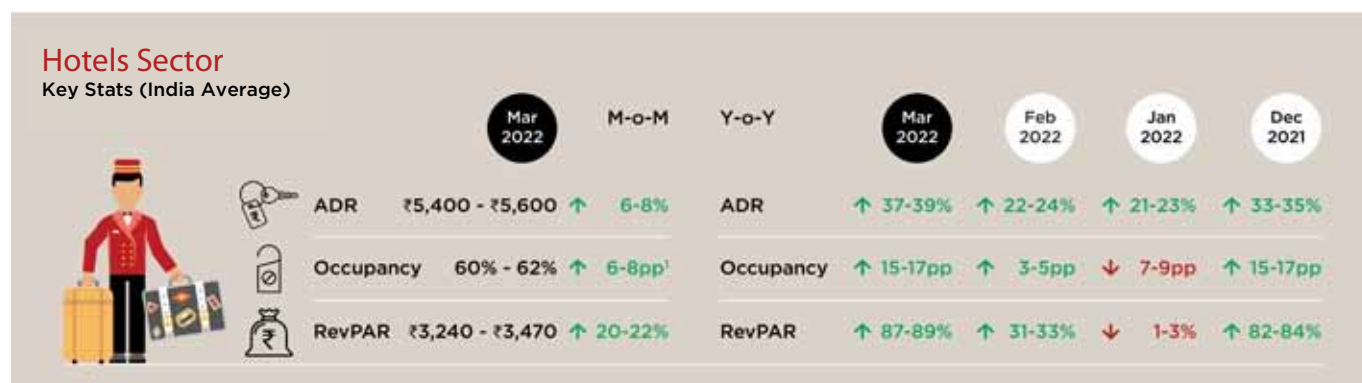 Hotels Sector
Key Stats (India Average)
Mar 2022 M-o-M Y-o-Y Mar 2022 Feb 2022 Jan 2022 Dec 2021
ADR ₹5,400 - ₹5,600 ↑ 6-8% ADR ↑ 37-39% ↑ 22-24% ↑ 21-23% ↑ 33-35%
Occupancy 60% - 62% ↑ 6-8pp¹ Occupancy ↑ 15-17pp ↑ 3-5pp ↓ 7-9pp ↑ 15-17pp
RevPAR ₹3,240 - ₹3,470 ↑ 20-22% RevPAR ↑ 87-89% ↑ 31-33% ↓ 1-3% ↑ 82-84%